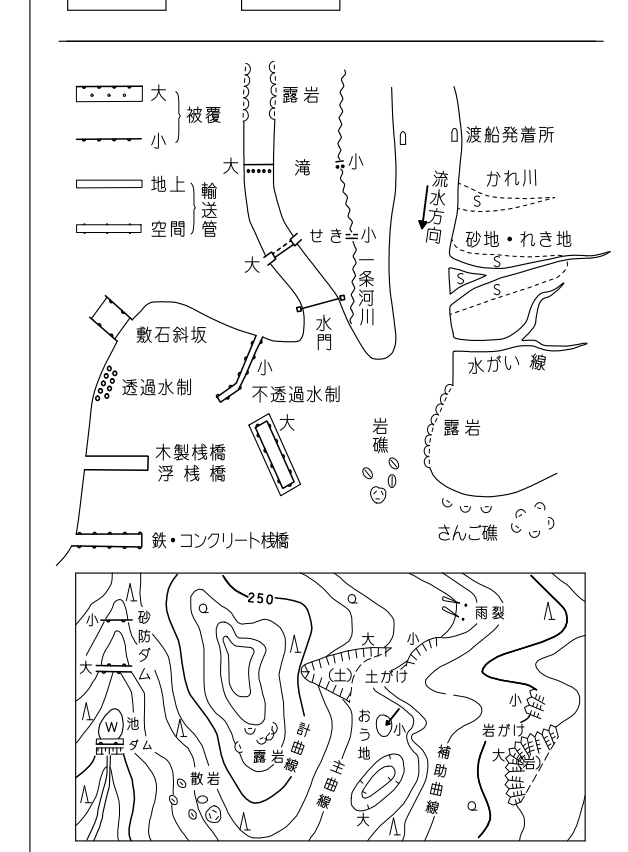 大
小
被覆
地上
空間
輸送管
露岩
大
滝
小
せき
小
大
一条河川
水門
渡船発着所
流水方向
かれ川
S
砂地・れき地
S
S
S
水がい線
敷石斜坂
透過水制
小
不透過水制
大
岩礁
露岩
木製桟橋
浮桟橋
さんご礁
鉄・コンクリート桟橋
小
砂防ダム
大
W
池
ダム
250
露岩
散岩
計曲線
主曲線
大
小
(土)
土がけ
おう地
小
大
補助曲線
雨裂
小
岩がけ
大
(岩)